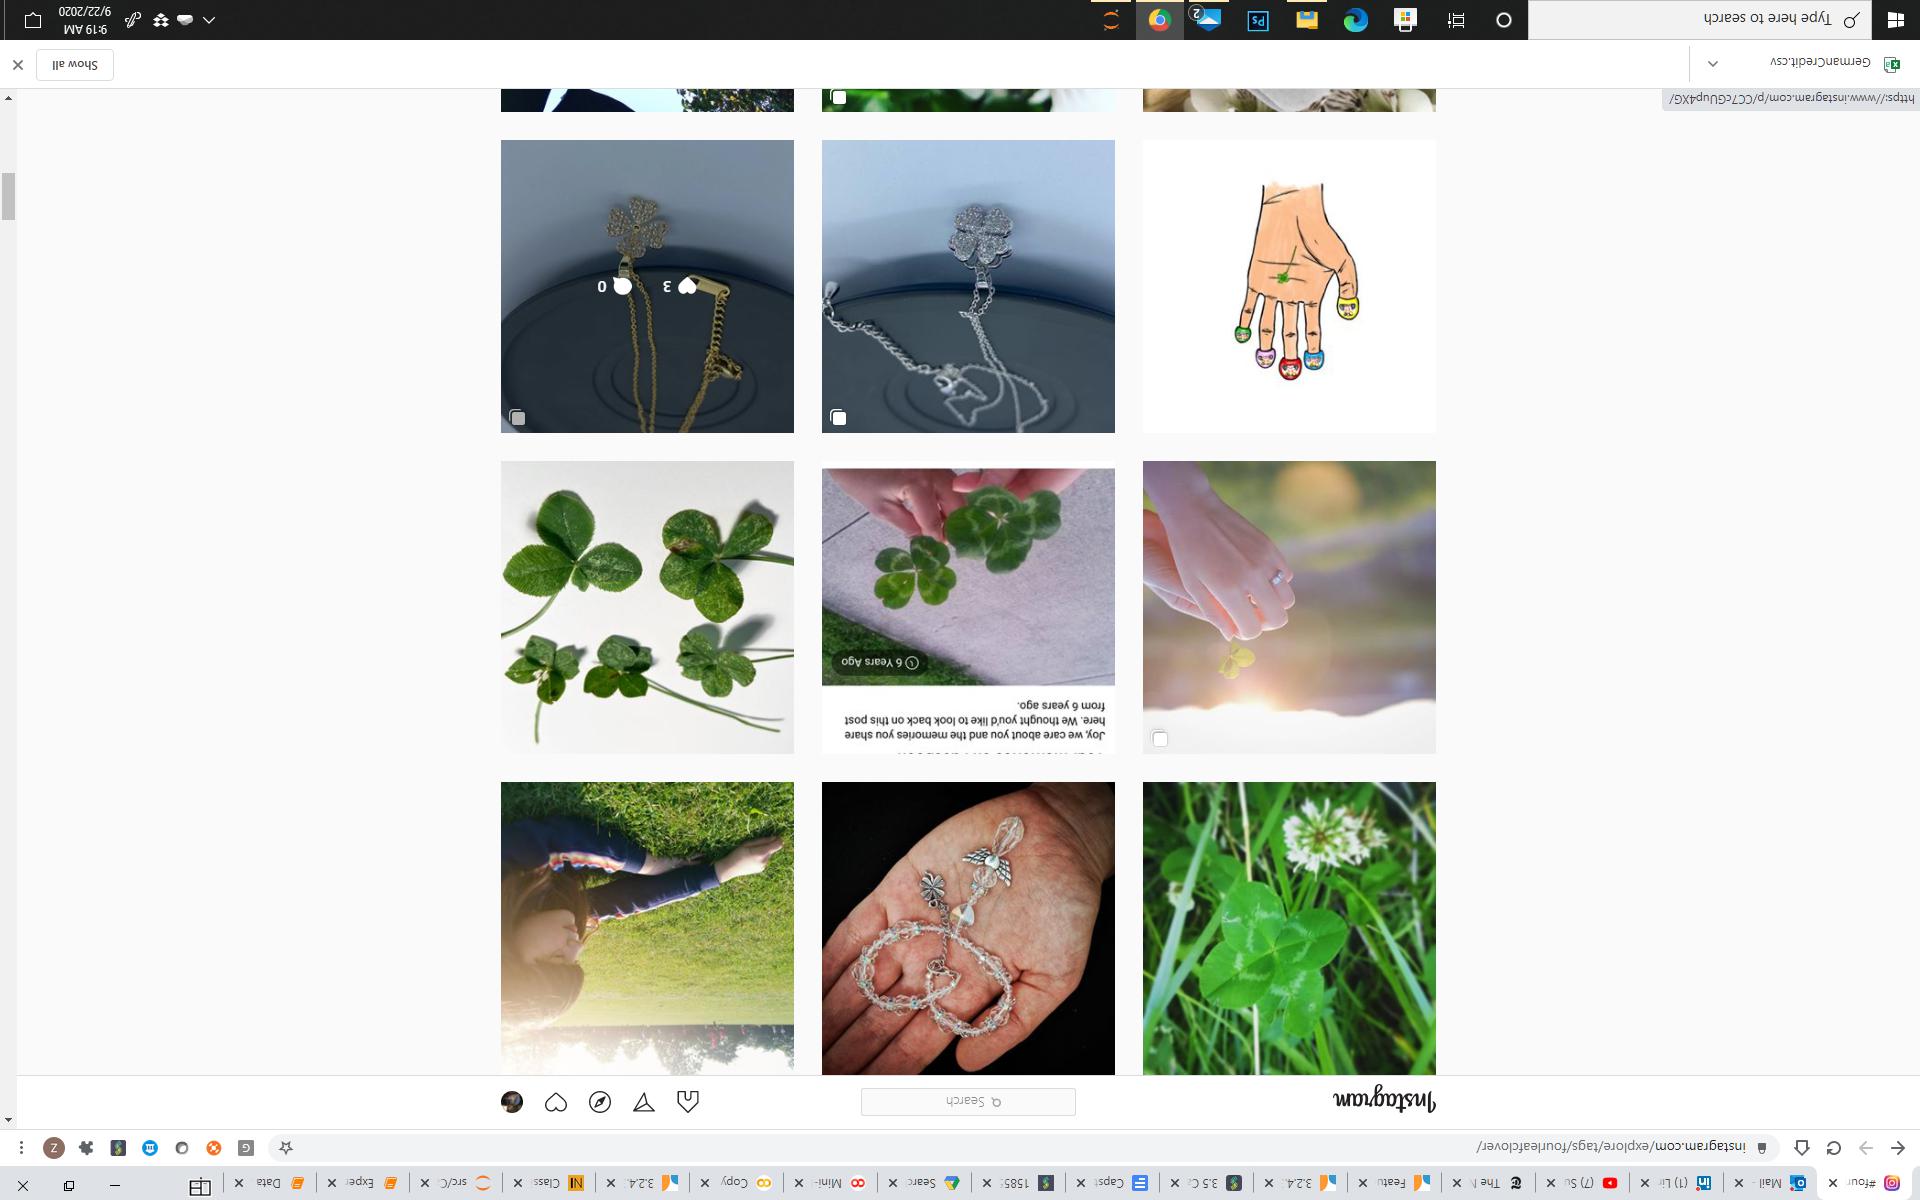 #four
Mail -
(1) Lin
(7) Su
The N
Featu
3.2.4.
3.5 C
Capst
1585
Searc
Mini-
Copy
3.2.4.
Class
src/C
Exper
Data
instagram.com/explore/tags/fourleafclover/
Instagram
Search
Joy, we care about you and the memories you share
here. We thought you'd like to look back on this post
from 6 years ago.
6 Years Ago
3
0
https://www.instagram.com/p/CC7cGUup4XG/
GermanCredit.csv
Show all
Type here to search
2
9:19 AM
9/22/2020